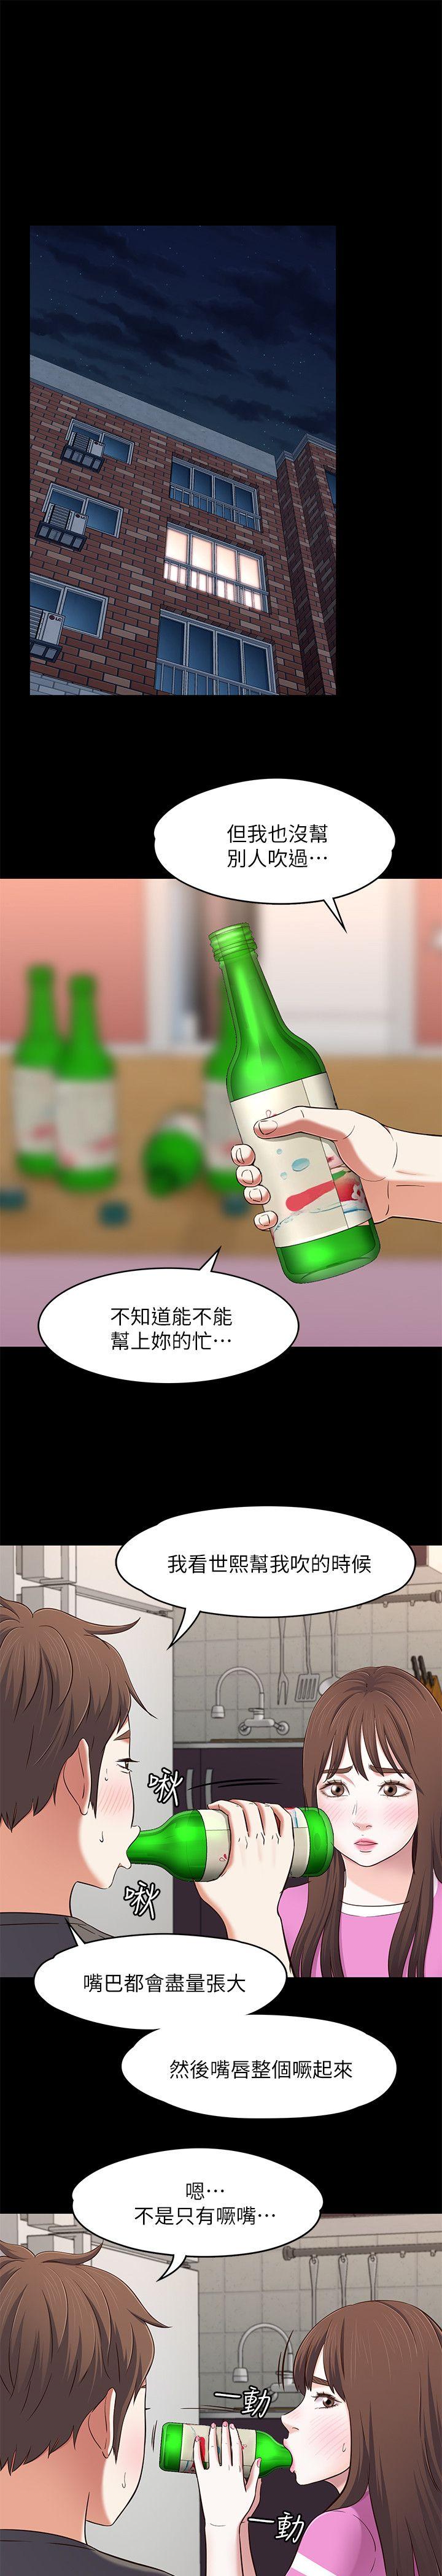 但我也沒幫
別人吹過…
不知道能不能
幫上妳的忙…
我看世熙幫我吹的時候
啾
啾
嘴巴都會盡量張大
然後嘴唇整個噘起來
嗯…
不是只有噘嘴…
一動
一動